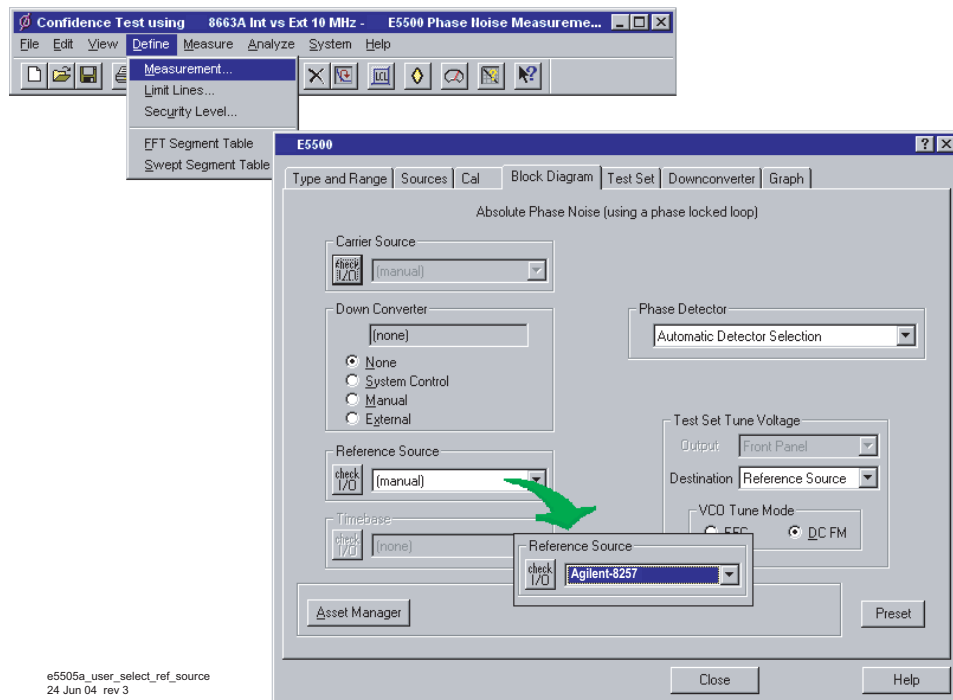 Confidence Test using 8663A Int vs Ext 10 MHz - E5500 Phase Noise Measureme...
File Edit View Define Measure Analyze System Help
Measurement...
Limit Lines...
Security Level...
FFT Segment Table
Swept Segment Table
E5500
Type and Range Sources Cal Block Diagram Test Set Downconverter Graph
Absolute Phase Noise (using a phase locked loop)
Carrier Source
check I/O (manual)
Down Converter
(none)
None
System Control
Manual
External
Reference Source
check I/O (manual)
Timebase
check I/O (none)
Phase Detector
Automatic Detector Selection
Test Set Tune Voltage
Output Front Panel
Destination Reference Source
VCO Tune Mode
DC FM
Reference Source
check I/O Agilent-8257
Asset Manager
Preset
Close Help
e5505a_user_select_ref_source
24 Jun 04 rev 3